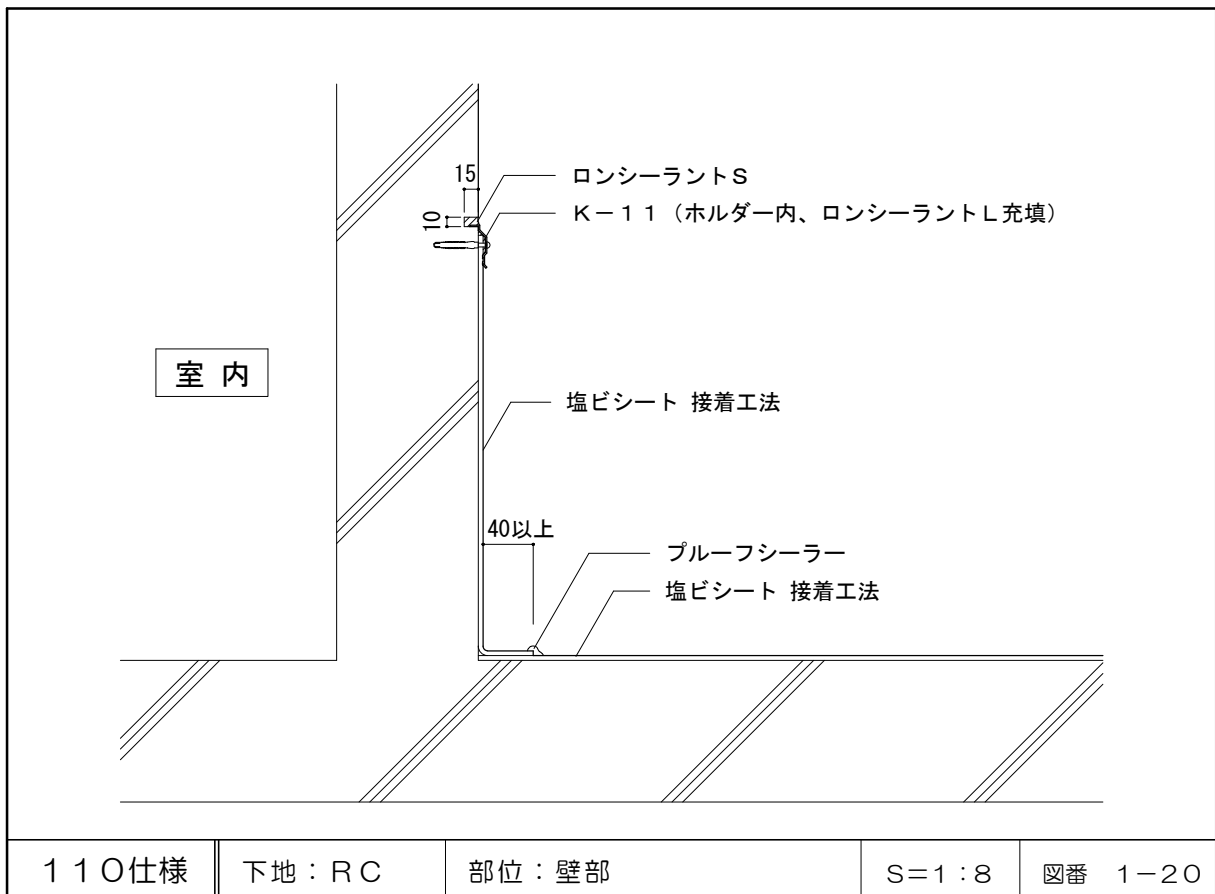 15
ロンシーラントS
10
K-11（ホルダー内、ロンシーラントL充填）
室 内
塩ビシート 接着工法
40以上
プルーフシーラー
塩ビシート 接着工法
110仕様
下地：RC
部位：壁部
S=1:8
図番 1-20